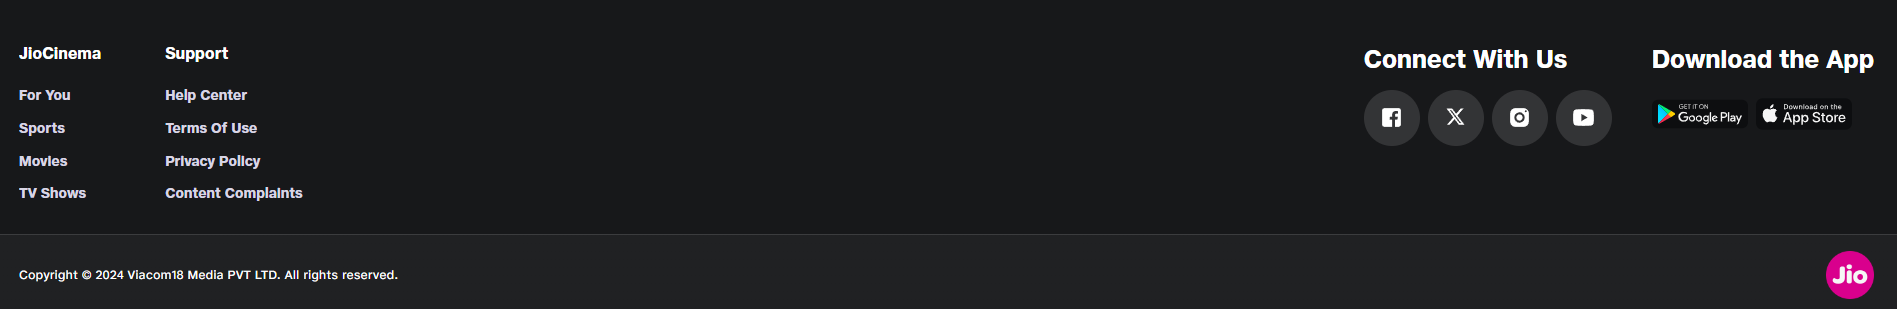 JioCinema
For You
Sports
Movies
TV Shows
Support
Help Center
Terms Of Use
Privacy Policy
Content Complaints
Connect With Us
Download the App
GET IT ON
Google Play
Download on the
App Store
Copyright © 2024 Viacom18 Media PVT LTD. All rights reserved.
Jio